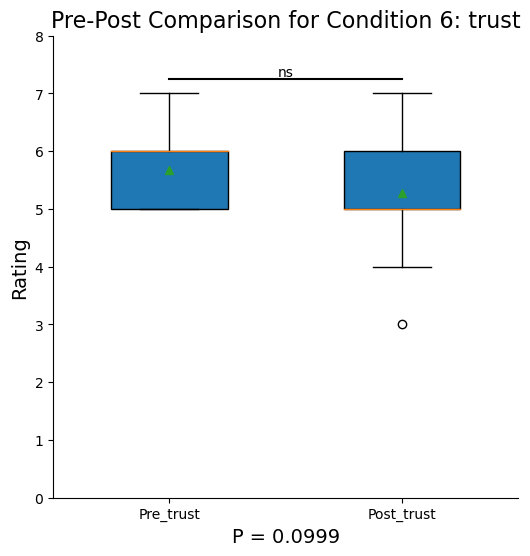 Pre-Post Comparison for Condition 6: trust
8
7
6
5
4
3
2
1
0
Rating
ns
Pre_trust
Post_trust
P = 0.0999